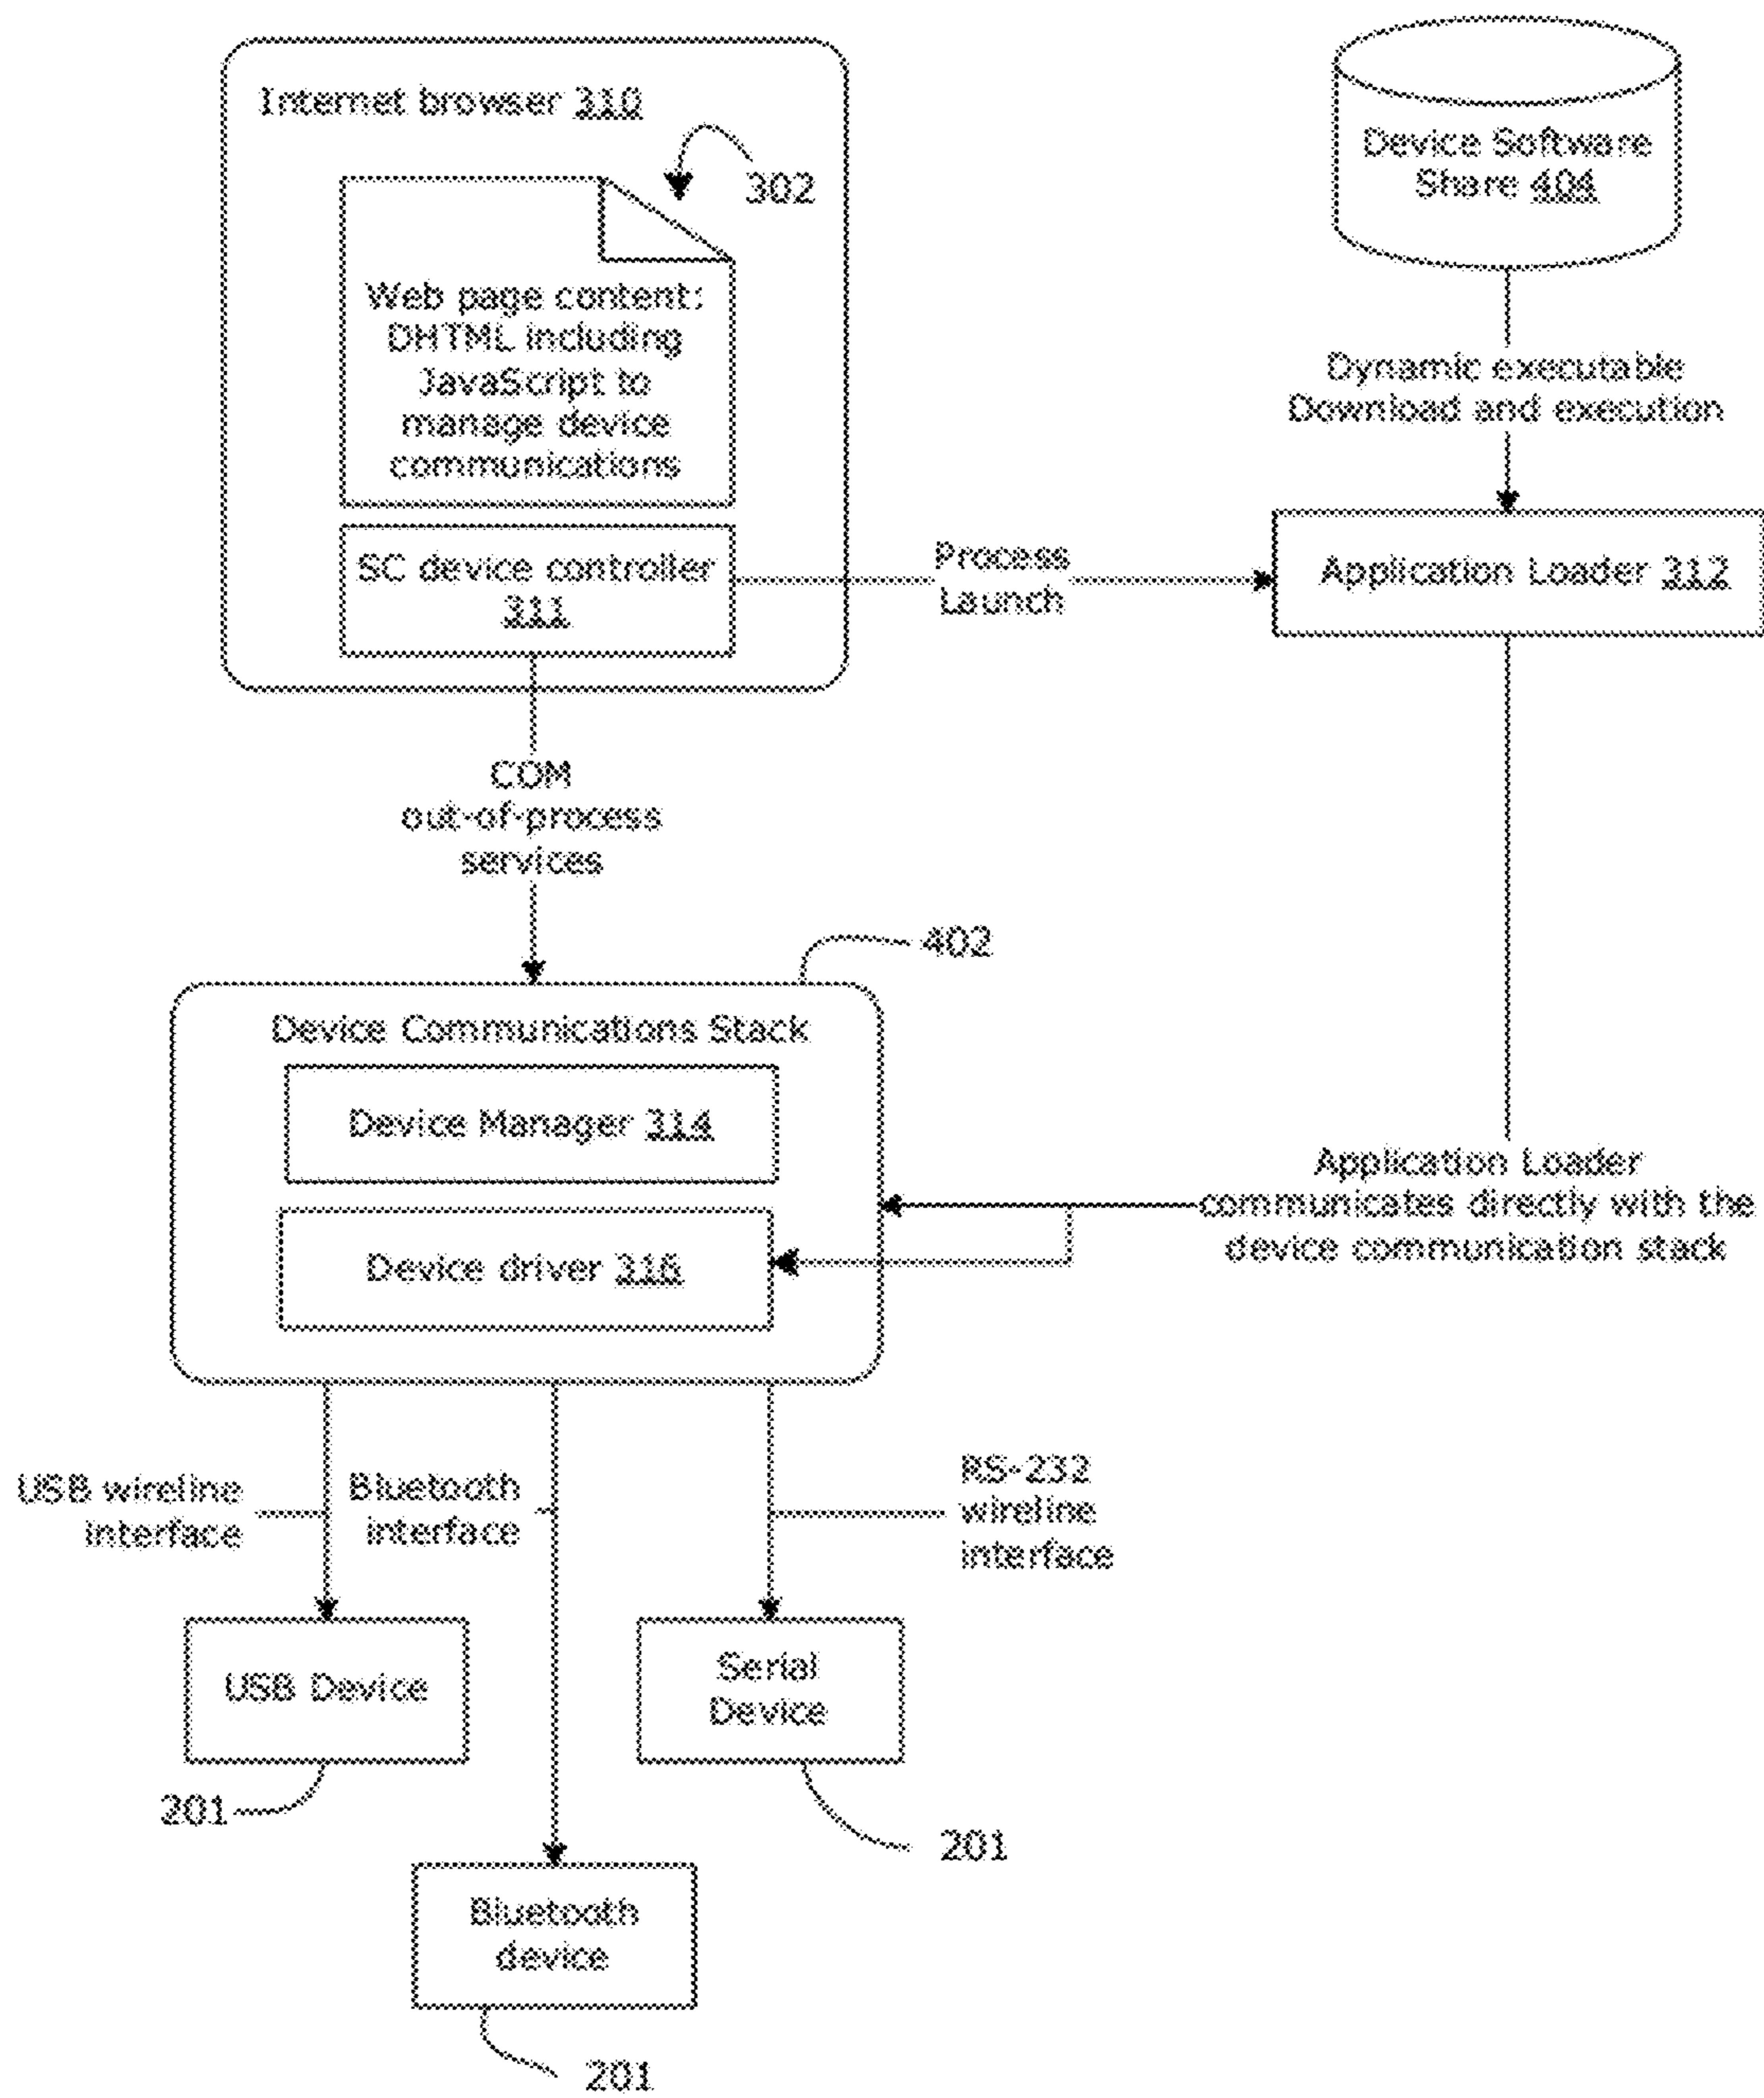 Internet browser 310
302
Web page content:
DHTML including
JavaScript to
manage device
communications
SC device controller
311
Device Software
Share 404
Dynamic executable
Download and execution
Process
Launch
Application Loader 312
COM
out-of-process
services
402
Device Communications Stack
Device Manager 314
Device driver 316
Application Loader
communicates directly with the
device communication stack
USB wireline
interface
Bluetooth
interface
RS-232
wireline
interface
USB Device
Serial
Device
201
201
Bluetooth
device
201